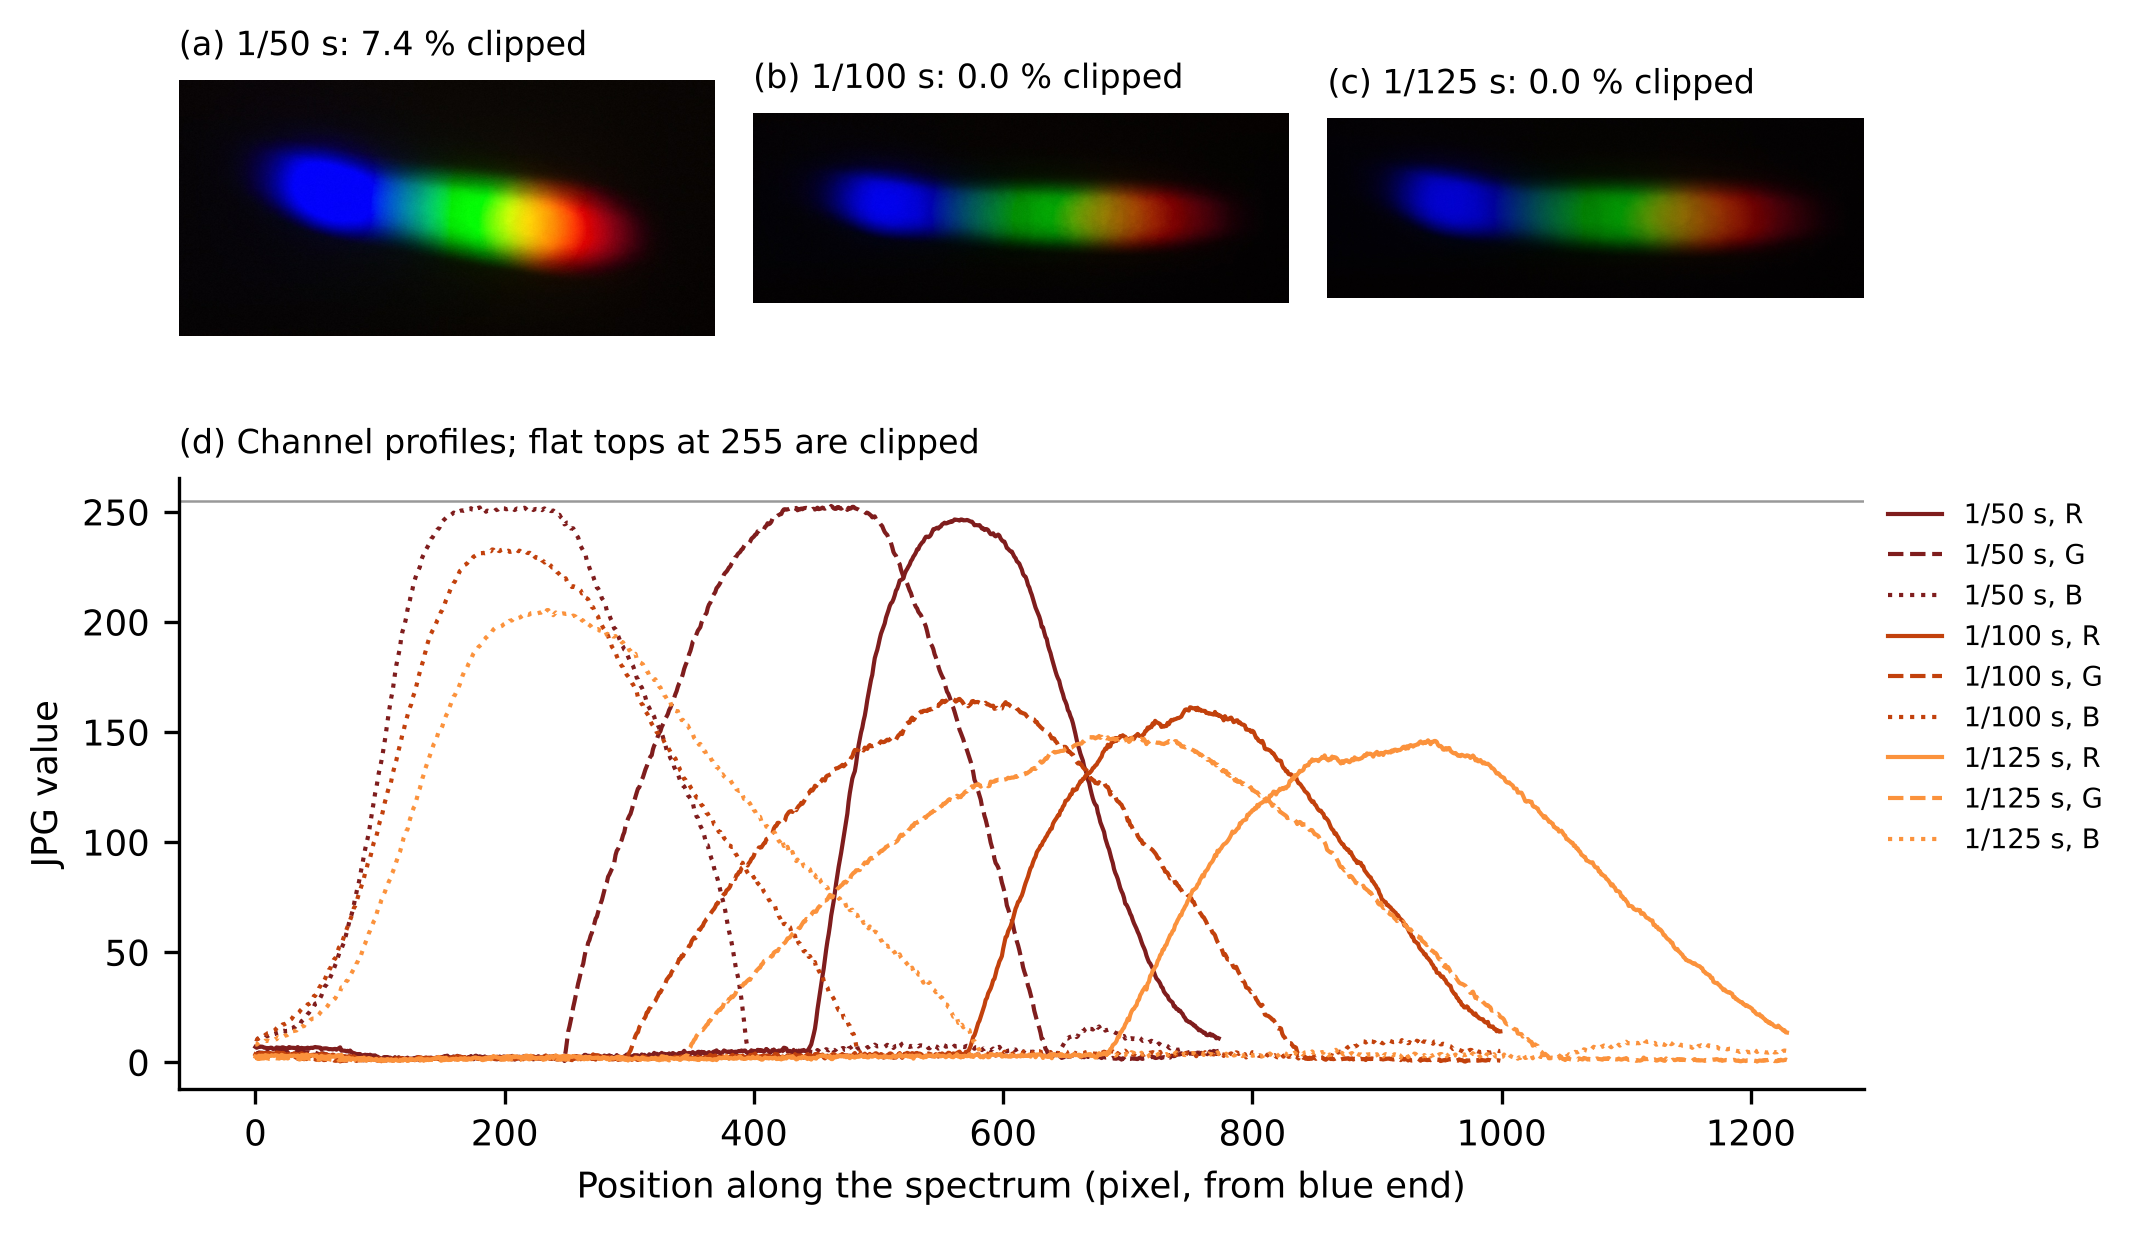 (a) 1/50 s: 7.4 % clipped
(b) 1/100 s: 0.0 % clipped
(c) 1/125 s: 0.0 % clipped
(d) Channel profiles; flat tops at 255 are clipped
JPG value
250
200
150
100
50
0
0
200
400
600
800
1000
1200
Position along the spectrum (pixel, from blue end)
1/50 s, R
1/50 s, G
1/50 s, B
1/100 s, R
1/100 s, G
1/100 s, B
1/125 s, R
1/125 s, G
1/125 s, B